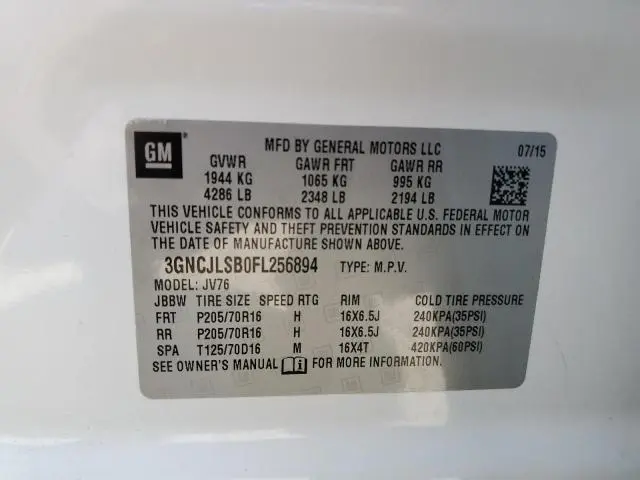 GM
MFD BY GENERAL MOTORS LLC 07/15
GVWR GAWR FRT GAWR RR
1944 KG 1065 KG 995 KG
4286 LB 2348 LB 2194 LB
THIS VEHICLE CONFORMS TO ALL APPLICABLE U.S. FEDERAL MOTOR
VEHICLE SAFETY AND THEFT PREVENTION STANDARDS IN EFFECT ON
THE DATE OF MANUFACTURE SHOWN ABOVE.
3GNCJLSB0FL256894 TYPE: M.P.V.
MODEL: JV76
JBBW TIRE SIZE SPEED RTG RIM COLD TIRE PRESSURE
FRT P205/70R16 H 16X6.5J 240KPA(35PSI)
RR P205/70R16 H 16X6.5J 240KPA(35PSI)
SPA T125/70D16 M 16X4T 420KPA(60PSI)
SEE OWNER'S MANUAL i FOR MORE INFORMATION.